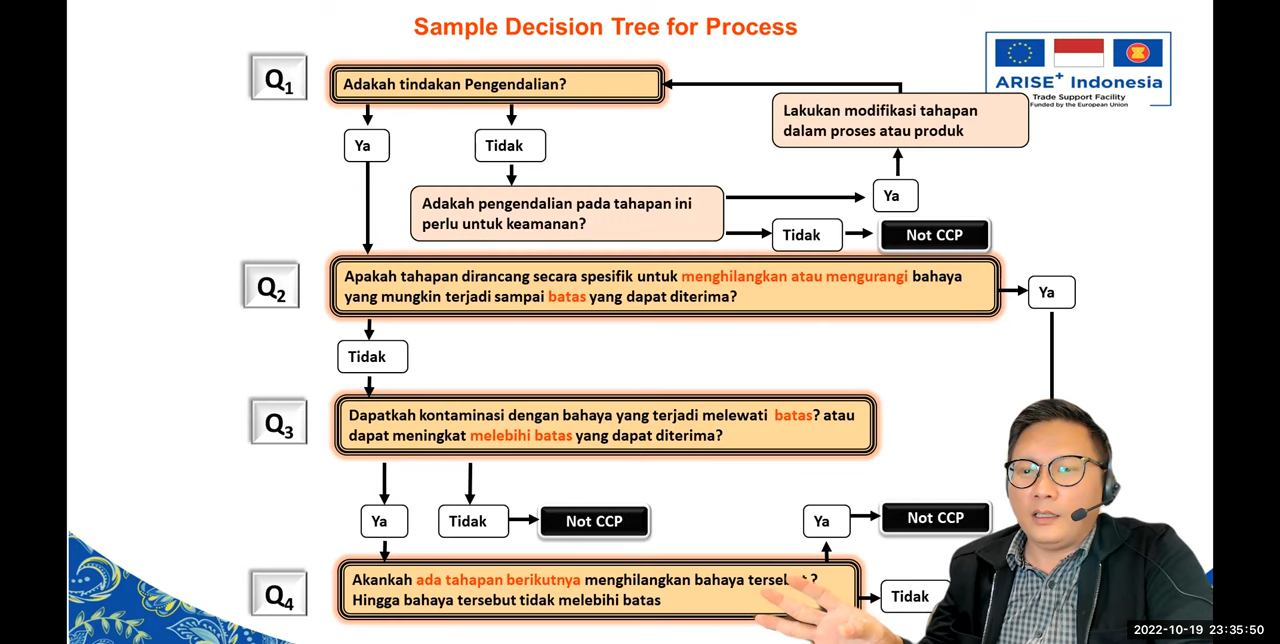 Sample Decision Tree for Process
Q1
Adakah tindakan Pengendalian?
ARISE+ Indonesia
Trade Support Facility
Funded by the European Union
Lakukan modifikasi tahapan
dalam proses atau produk
Ya
Tidak
Adakah pengendalian pada tahapan ini
perlu untuk keamanan?
Ya
Tidak
Not CCP
Q2
Apakah tahapan dirancang secara spesifik untuk menghilangkan atau mengurangi bahaya
yang mungkin terjadi sampai batas yang dapat diterima?
Ya
Tidak
Q3
Dapatkah kontaminasi dengan bahaya yang terjadi melewati batas? atau
dapat meningkat melebihi batas yang dapat diterima?
Ya
Tidak
Not CCP
Ya
Not CCP
Q4
Akankah ada tahapan berikutnya menghilangkan bahaya ?
Hingga bahaya tersebut tidak melebihi batas
Tidak
2022-10-19 23:35:50